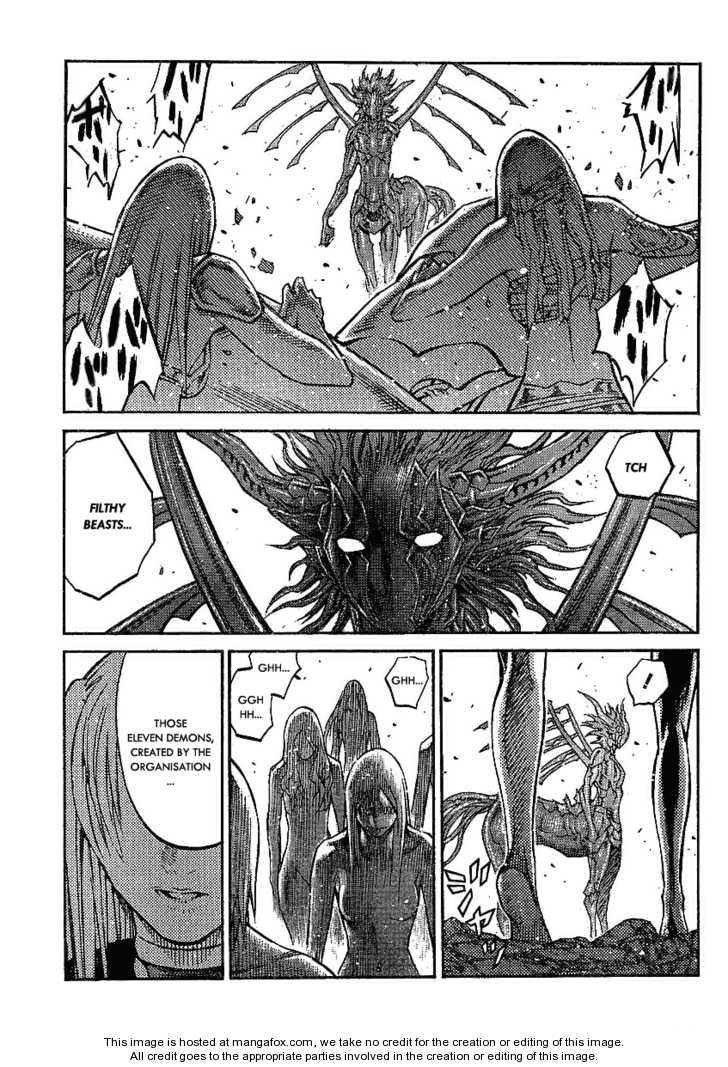 TCH
FILTHY
BEASTS...
!!
GHH...
GHH...
GGH
HH...
THOSE
ELEVEN DEMONS,
CREATED BY THE
ORGANISATION
...
This image is hosted at mangafox.com, we take no credit for the creation or editing of this image.
All credit goes to the appropriate parties involved in the creation or editing of this image.